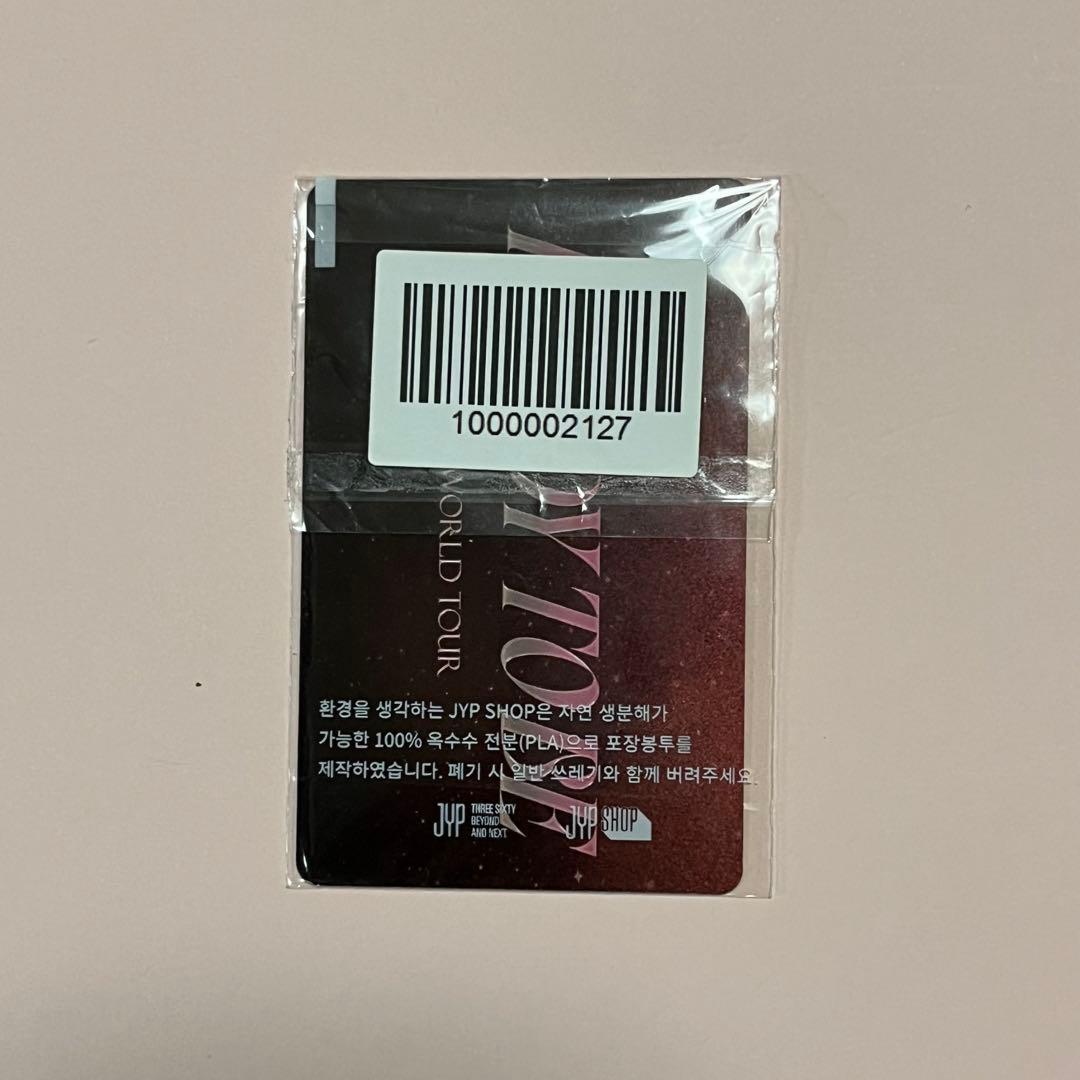 1000002127
WORLD TOUR
TO BE
환경을 생각하는 JYP SHOP은 자연 생분해가
가능한 100% 옥수수 전분(PLA)으로 포장봉투를
제작하였습니다. 폐기 시 일반 쓰레기와 함께 버려주세요.
JYP THREE SIXTY
BEYOND
AND NEXT
JYP SHOP